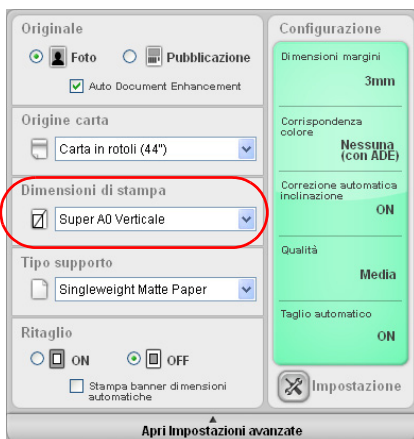 Originale
Foto Pubblicazione
Auto Document Enhancement
Origine carta
Carta in rotoli (44")
Dimensioni di stampa
Super A0 Verticale
Tipo supporto
Singleweight Matte Paper
Ritaglio
ON OFF
Stampa banner dimensioni
automatiche
Configurazione
Dimensioni margini
3mm
Corrispondenza
colore
Nessuna
(con ADE)
Correzione automatica
inclinazione
ON
Qualità
Media
Taglio automatico
ON
Impostazione
Apri Impostazioni avanzate